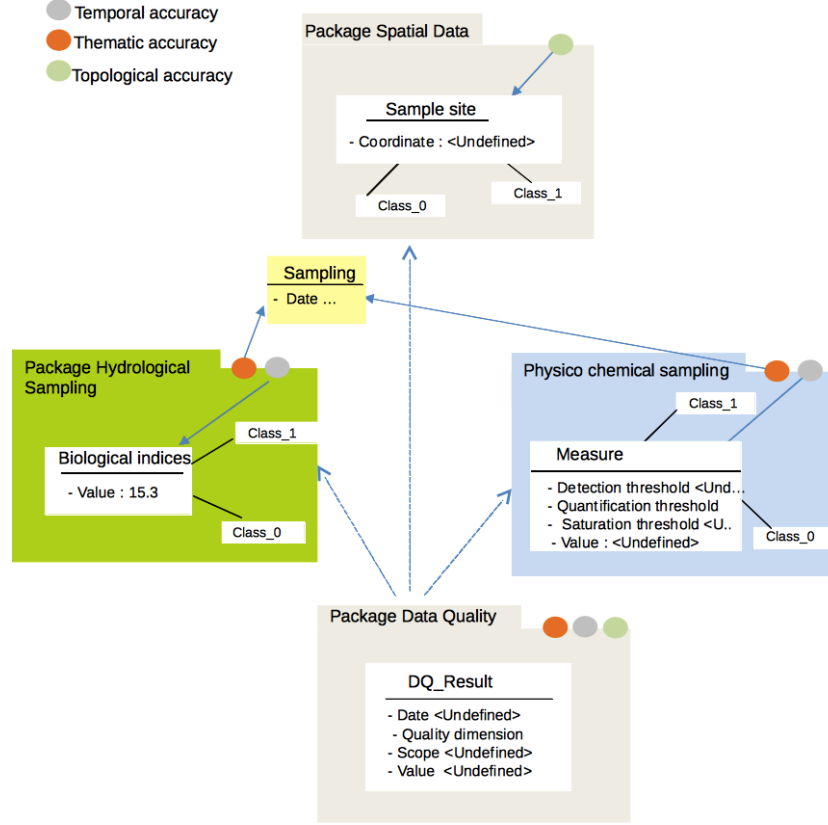 Temporal accuracy
Thematic accuracy
Topological accuracy
Package Spatial Data
Sample site
- Coordinate : <Undefined>
Class_0
Class_1
Sampling
- Date ...
Package Hydrological
Sampling
Biological indices
- Value : 15.3
Class_1
Class_0
Physico chemical sampling
Class_1
Measure
- Detection threshold <Und...
- Quantification threshold
- Saturation threshold <U..
- Value : <Undefined>
Class_0
Package Data Quality
DQ_Result
- Date <Undefined>
- Quality dimension
- Scope <Undefined>
- Value <Undefined>